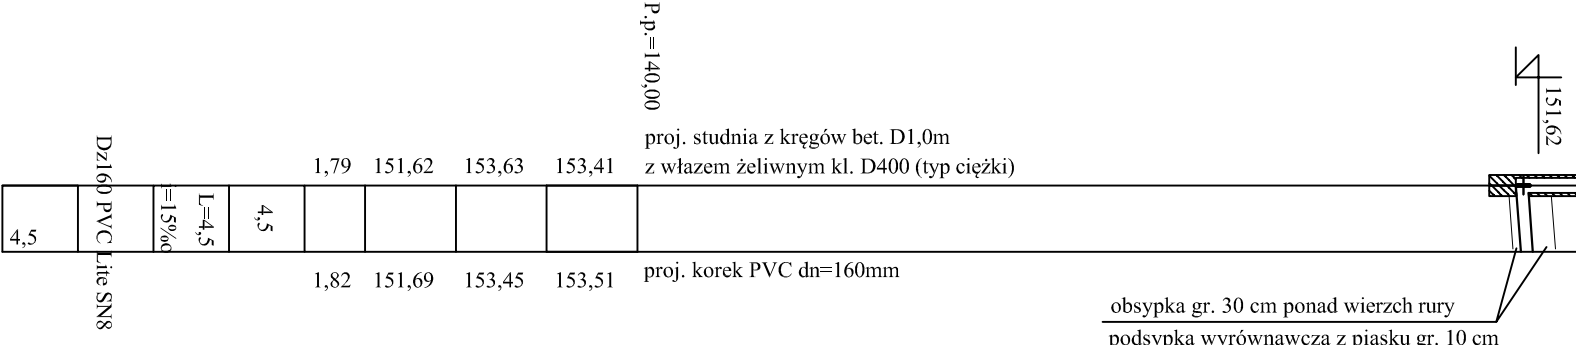 P.p.=140,00
proj. studnia z kręgów bet. D1,0m
z włazem żeliwnym kl. D400 (typ ciężki)
1,79 151,62 153,63 153,41
151,62
Dz160 PVC Lite SN8
i=15‰
L=4,5
4,5
4,5
1,82 151,69 153,45 153,51
proj. korek PVC dn=160mm
obsypka gr. 30 cm ponad wierzch rury
podsypka wyrównawcza z piasku gr. 10 cm